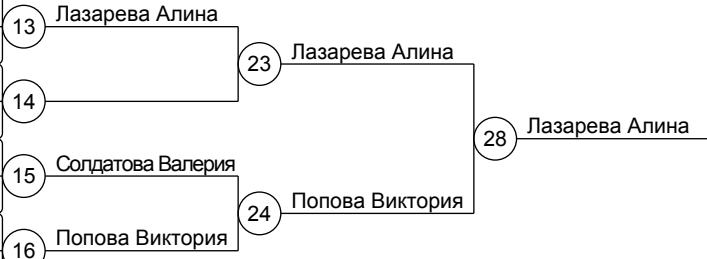 13 Лазарева Алина
23 Лазарева Алина
14
28 Лазарева Алина
15 Солдатова Валерия
24 Попова Виктория
16 Попова Виктория